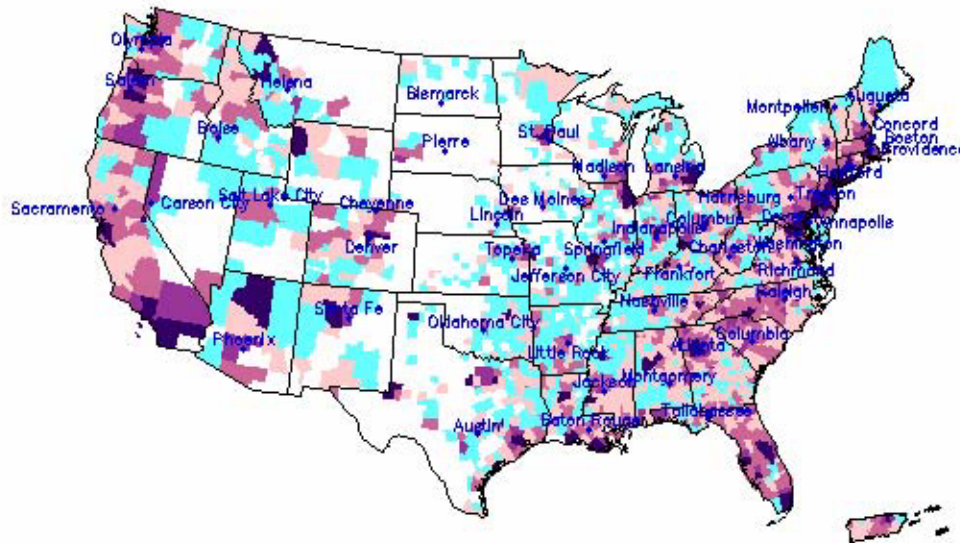 Olympia
Salem
Helena
Boise
Bismarck
Pierre
St. Paul
Madison
Lansing
Montpelier
Augusta
Concord
Albany
Boston
Providence
Hartford
Sacramento
Carson City
Salt Lake City
Cheyenne
Denver
Lincoln
Des Moines
Topeka
Springfield
Jefferson City
Indianapolis
Columbus
Harrisburg
Trenton
Annapolis
Charleston
Frankfort
Richmond
Raleigh
Nashville
Columbia
Atlanta
Phoenix
Santa Fe
Oklahoma City
Little Rock
Jackson
Montgomery
Tallahassee
Austin
Baton Rouge